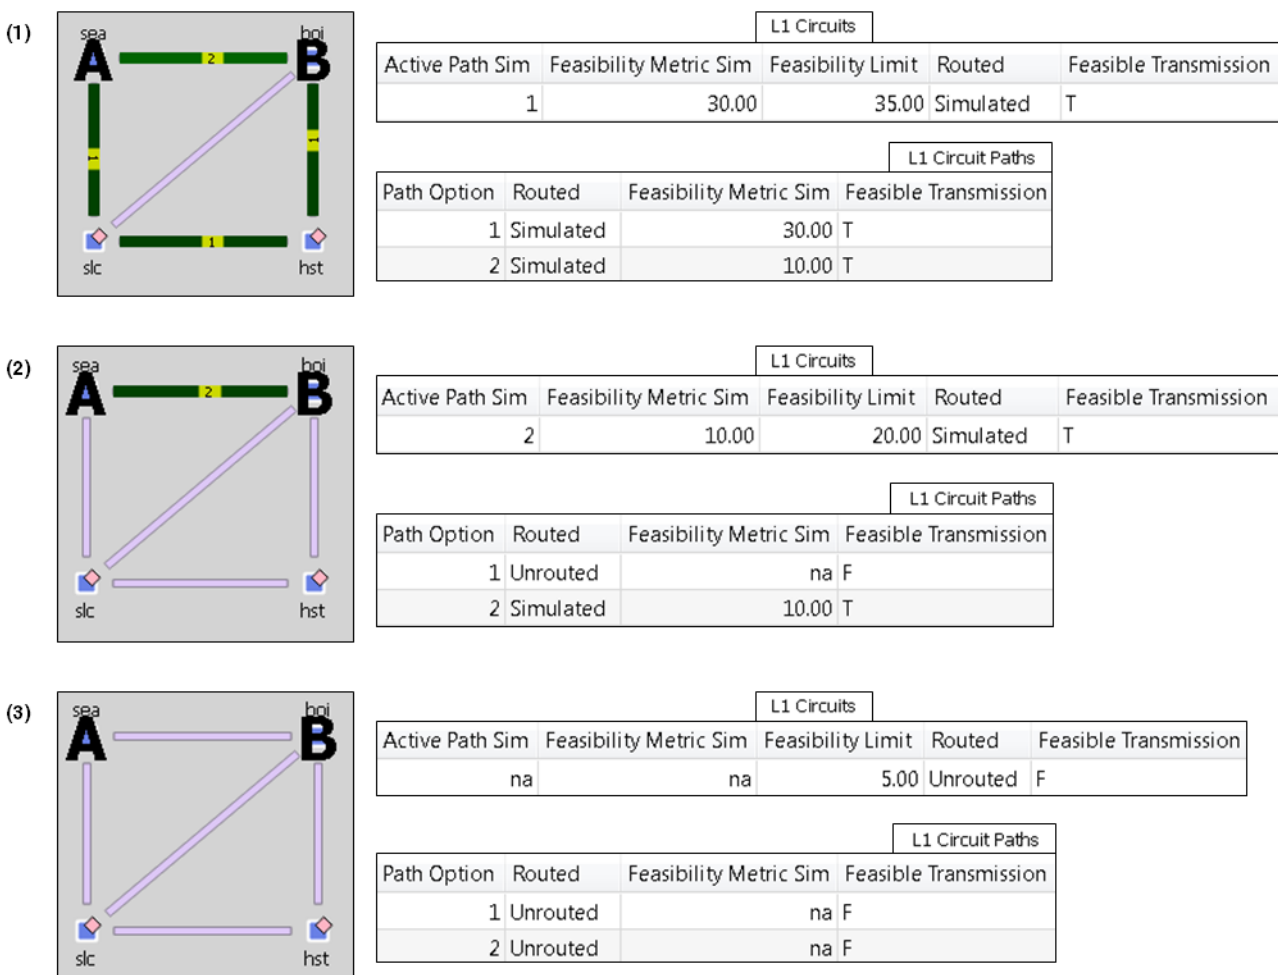 (1)
sea
boi
A
B
2
1
1
1
slc
hst
L1 Circuits
Active Path Sim Feasibility Metric Sim Feasibility Limit Routed Feasible Transmission
1 30.00 35.00 Simulated T
L1 Circuit Paths
Path Option Routed Feasibility Metric Sim Feasible Transmission
1 Simulated 30.00 T
2 Simulated 10.00 T
(2)
sea
boi
A
B
2
slc
hst
L1 Circuits
Active Path Sim Feasibility Metric Sim Feasibility Limit Routed Feasible Transmission
2 10.00 20.00 Simulated T
L1 Circuit Paths
Path Option Routed Feasibility Metric Sim Feasible Transmission
1 Unrouted na F
2 Simulated 10.00 T
(3)
sea
boi
A
B
slc
hst
L1 Circuits
Active Path Sim Feasibility Metric Sim Feasibility Limit Routed Feasible Transmission
na na 5.00 Unrouted F
L1 Circuit Paths
Path Option Routed Feasibility Metric Sim Feasible Transmission
1 Unrouted na F
2 Unrouted na F